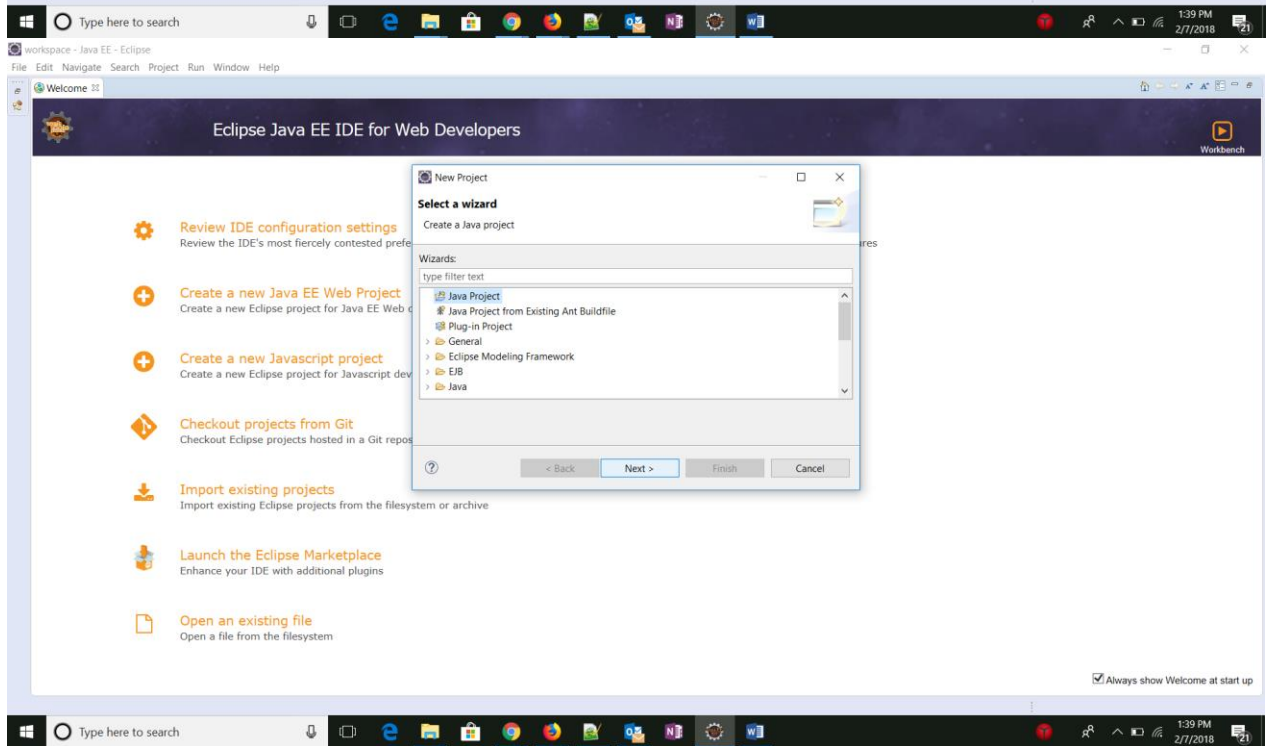 Type here to search
1:39 PM
2/7/2018
21
workspace - Java EE - Eclipse
File Edit Navigate Search Project Run Window Help
Welcome
Eclipse Java EE IDE for Web Developers
Workbench
New Project
Select a wizard
Create a Java project
Wizards:
type filter text
Java Project
Java Project from Existing Ant Buildfile
Plug-in Project
General
Eclipse Modeling Framework
EJB
Java
< Back Next > Finish Cancel
Review IDE configuration settings
Review the IDE's most fiercely contested prefe
ures
Create a new Java EE Web Project
Create a new Eclipse project for Java EE Web
Create a new Javascript project
Create a new Eclipse project for Javascript dev
Checkout projects from Git
Checkout Eclipse projects hosted in a Git repos
Import existing projects
Import existing Eclipse projects from the filesystem or archive
Launch the Eclipse Marketplace
Enhance your IDE with additional plugins
Open an existing file
Open a file from the filesystem
Always show Welcome at start up
Type here to search
1:39 PM
2/7/2018
21